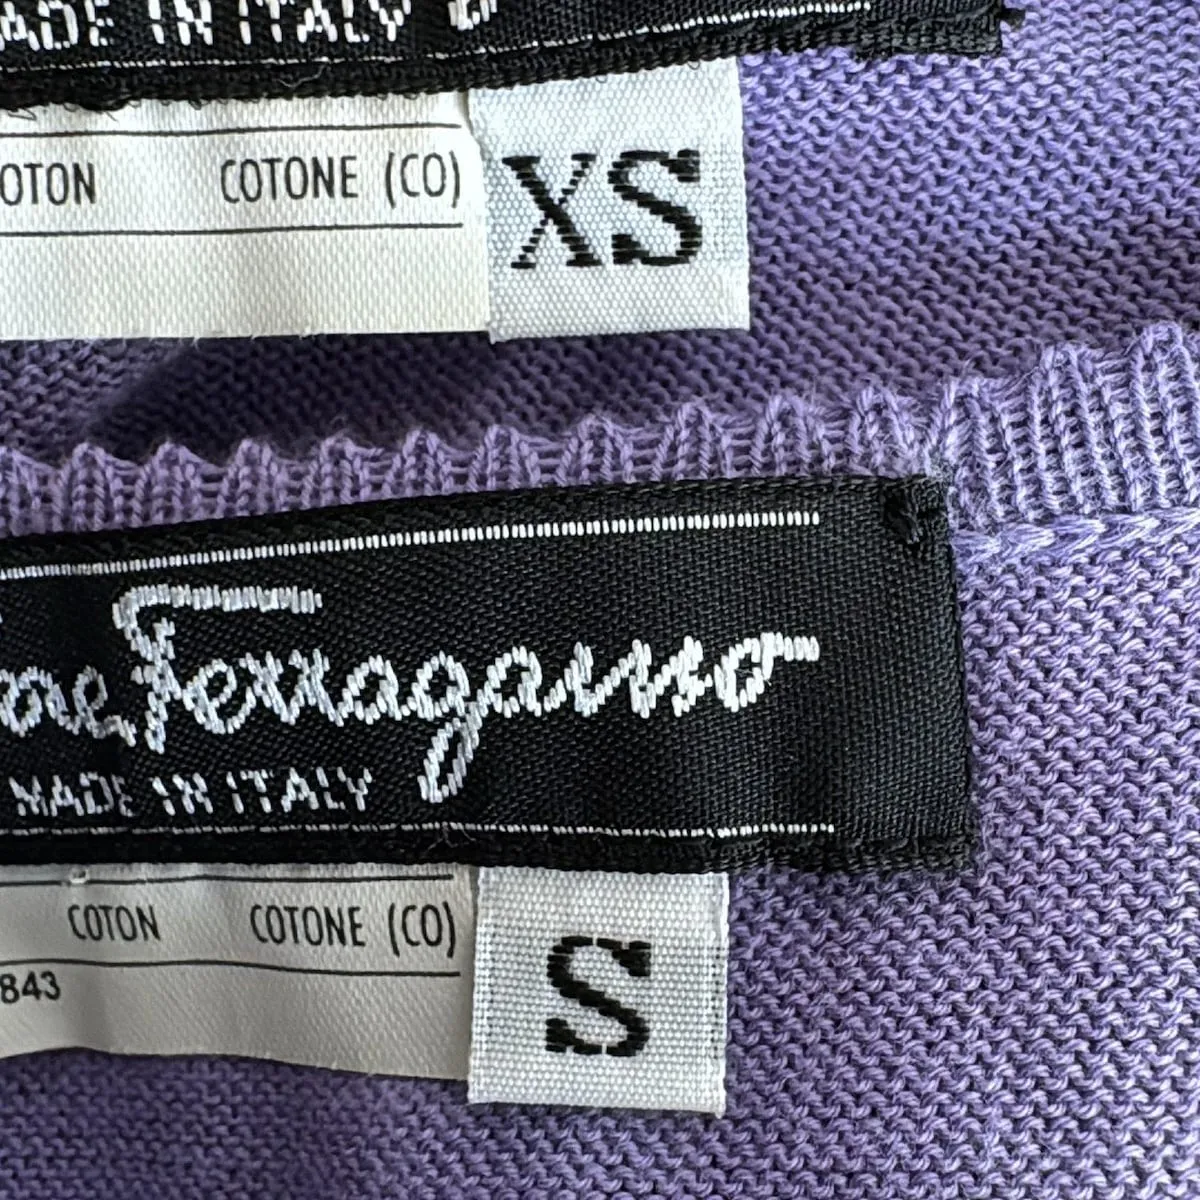 MADE IN ITALY
OTON COTONE (CO)
XS
Ferragamo
MADE IN ITALY
COTON COTONE (CO)
843
S